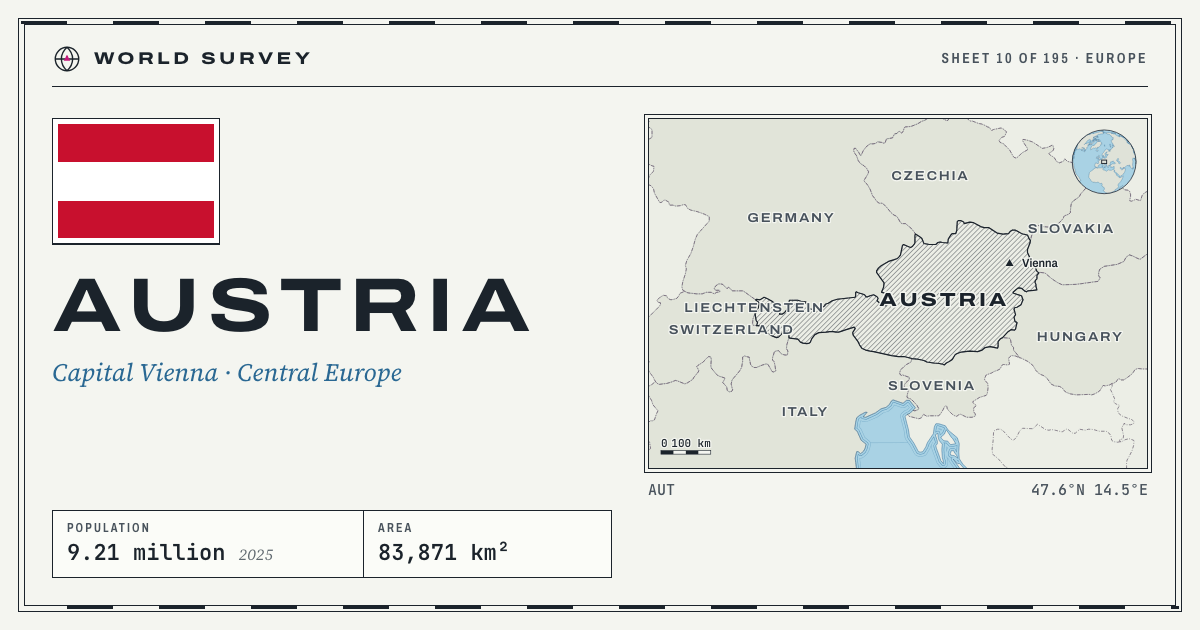 WORLD SURVEY
SHEET 10 OF 195 · EUROPE
AUSTRIA
Capital Vienna · Central Europe
POPULATION
9.21 million 2025
AREA
83,871 km²
CZECHIA
GERMANY
SLOVAKIA
Vienna
AUSTRIA
LIECHTENSTEIN
SWITZERLAND
HUNGARY
SLOVENIA
ITALY
0 100 km
AUT
47.6°N 14.5°E